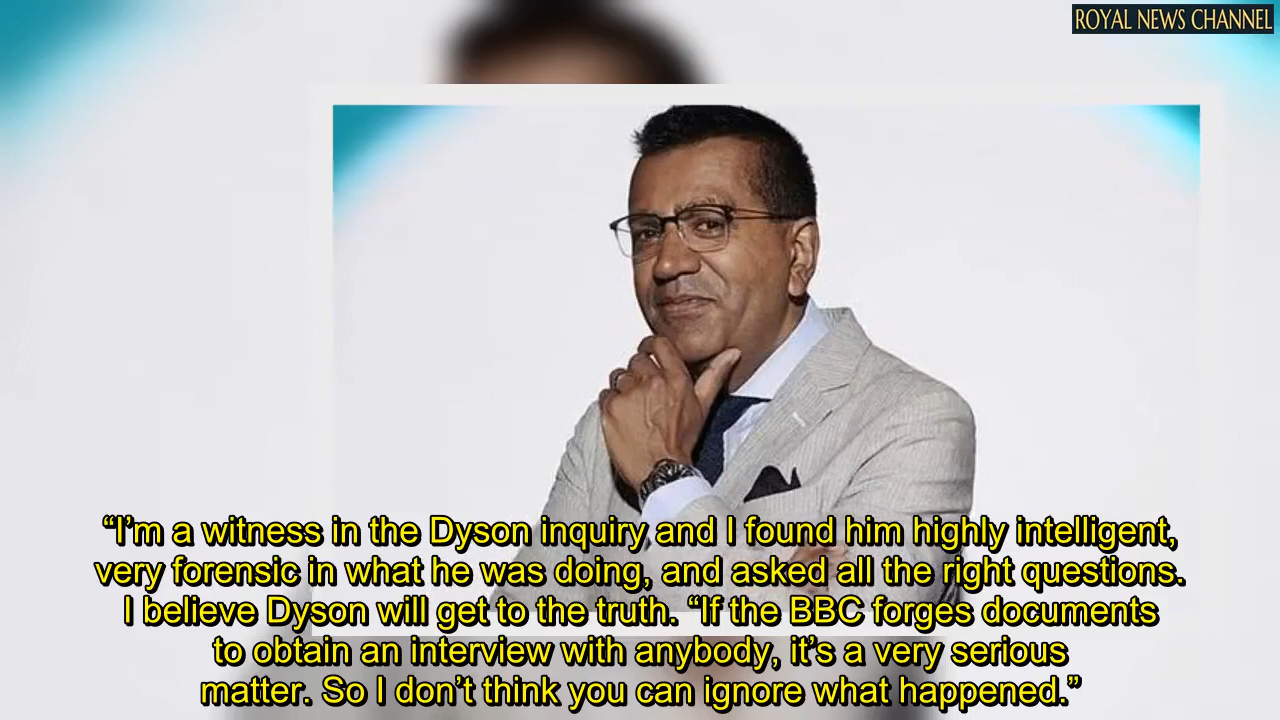 ROYAL NEWS CHANNEL
“I’m a witness in the Dyson inquiry and I found him highly intelligent,
very forensic in what he was doing, and asked all the right questions.
I believe Dyson will get to the truth. “If the BBC forges documents
to obtain an interview with anybody, it’s a very serious
matter. So I don’t think you can ignore what happened.”